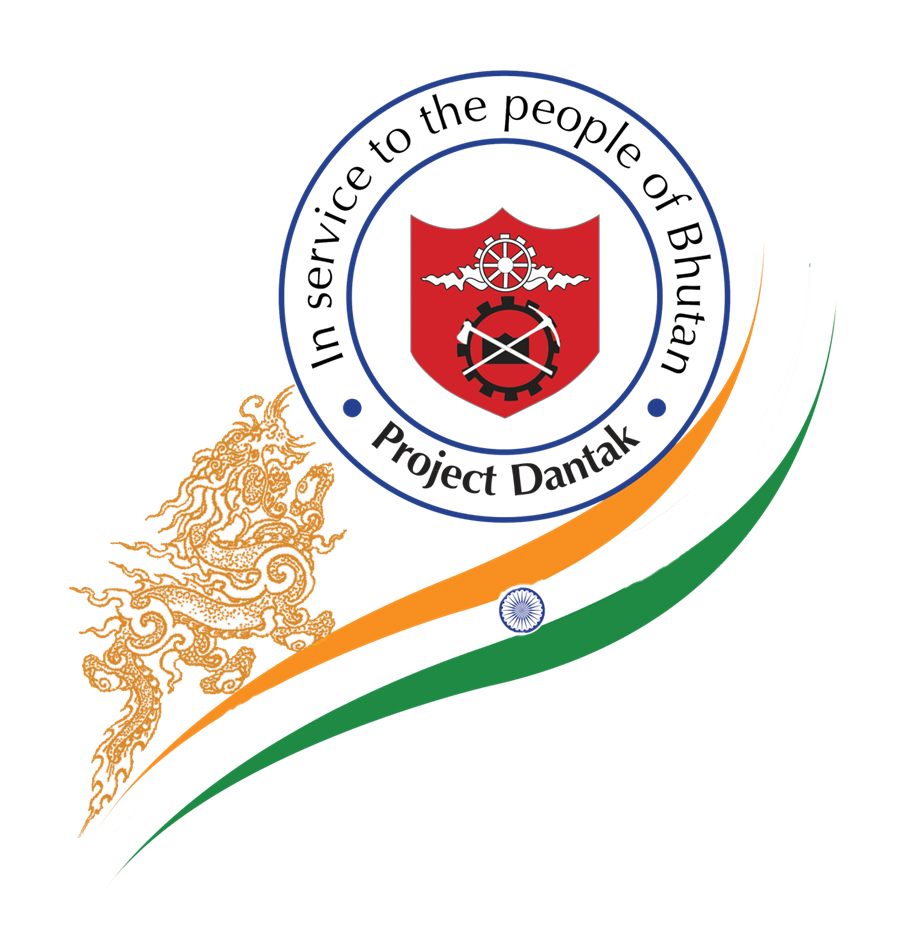 In service to the people of Bhutan
Project Dantak